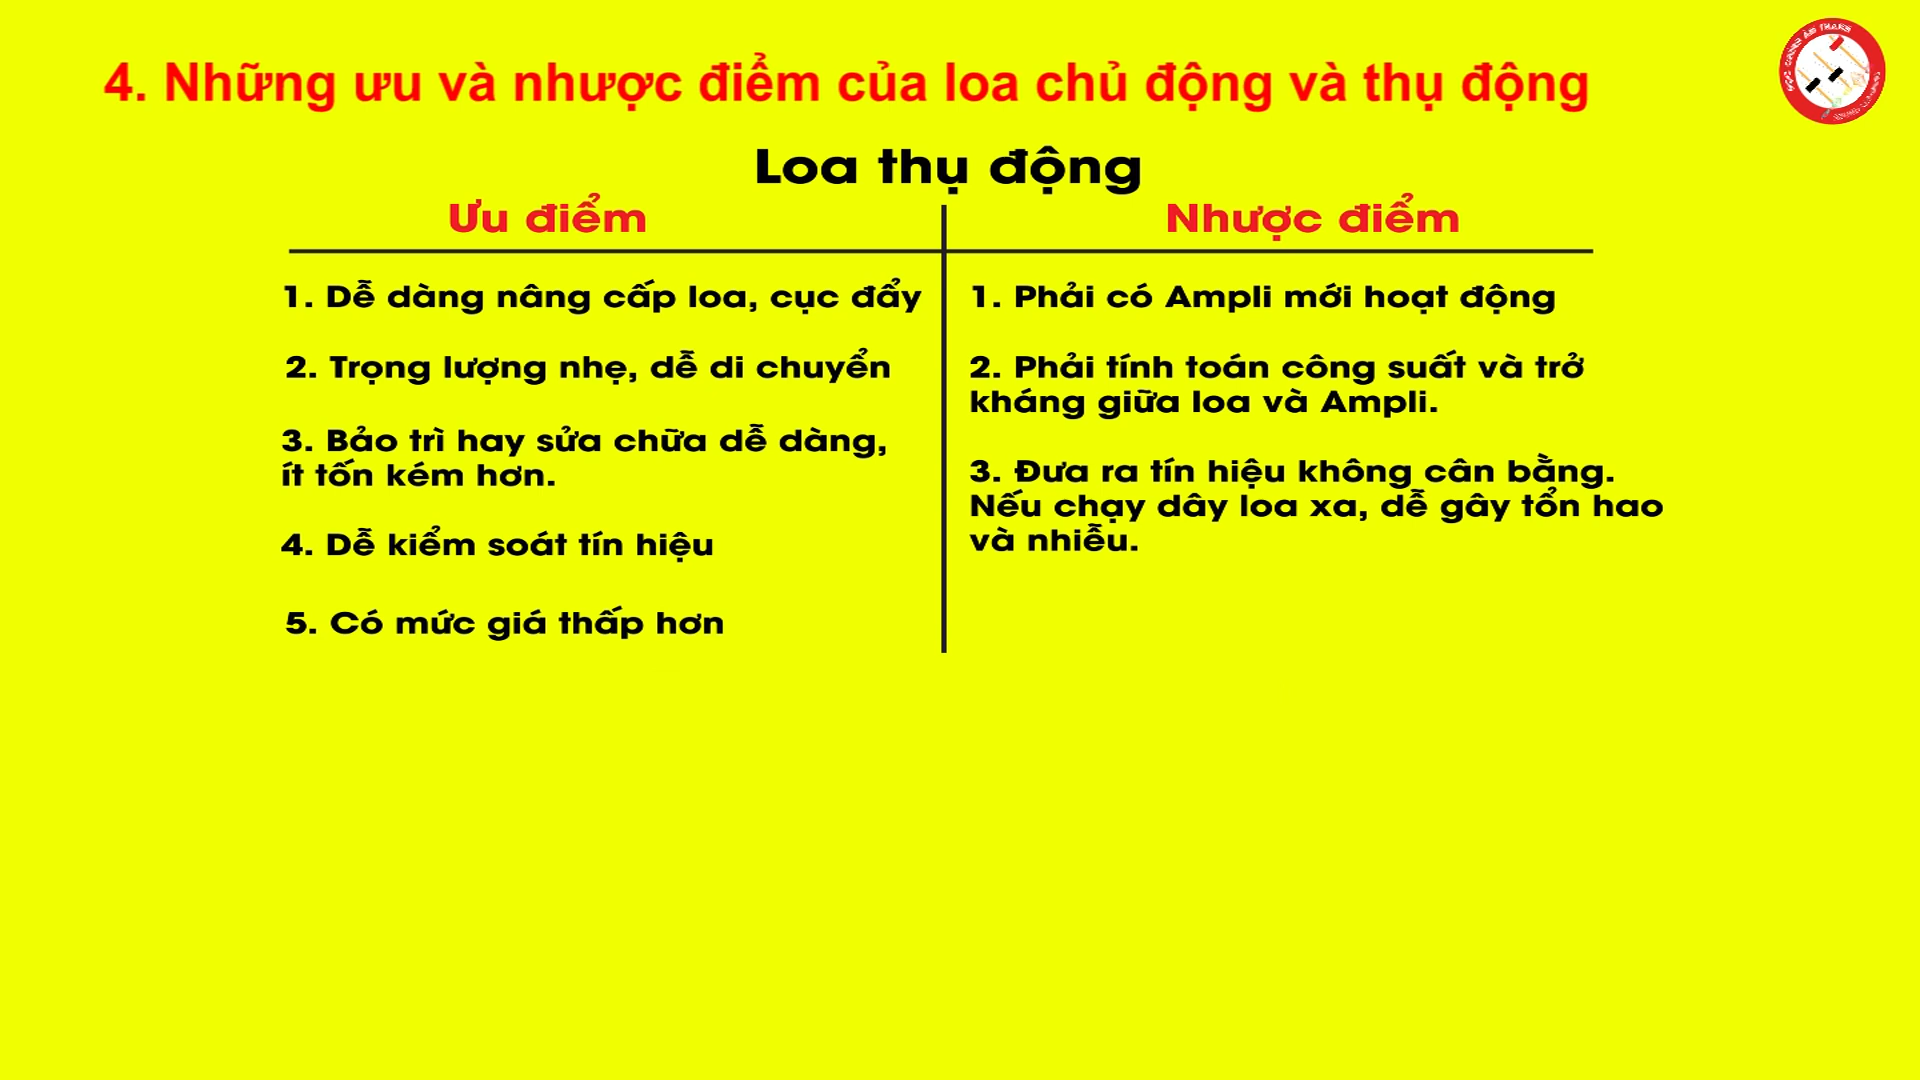 4. Những ưu và nhược điểm của loa chủ động và thụ động
Loa thụ động
Ưu điểm
1. Dễ dàng nâng cấp loa, cục đẩy
2. Trọng lượng nhẹ, dễ di chuyển
3. Bảo trì hay sửa chữa dễ dàng,
ít tốn kém hơn.
4. Dễ kiểm soát tín hiệu
5. Có mức giá thấp hơn
Nhược điểm
1. Phải có Ampli mới hoạt động
2. Phải tính toán công suất và trở
kháng giữa loa và Ampli.
3. Đưa ra tín hiệu không cân bằng.
Nếu chạy dây loa xa, dễ gây tổn hao
và nhiễu.